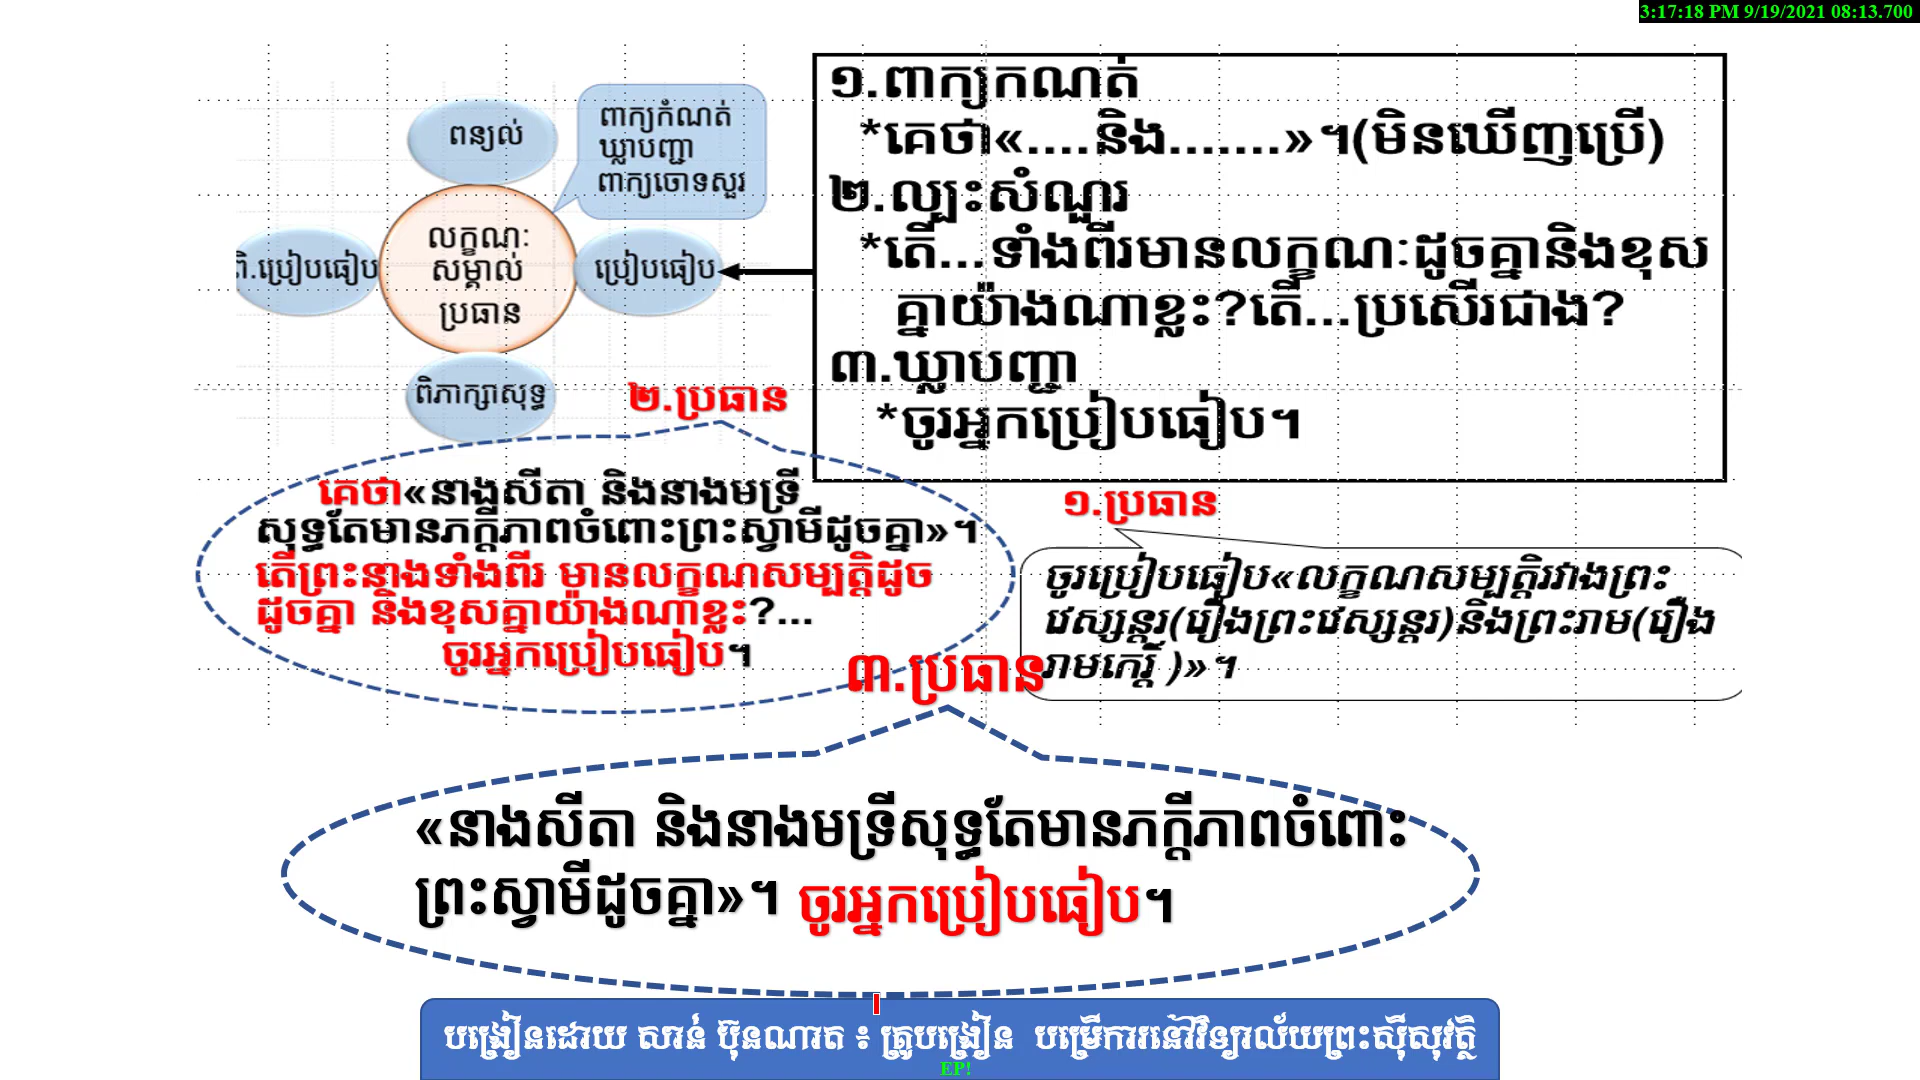 3:17:18 PM 9/19/2021 08:13.700
ពន្យល់
ពាក្យកំណត់
ឃ្លាបញ្ជា
ពាក្យចោទសួរ
លក្ខណៈ
សម្គាល់
ប្រធាន
ពិ.ប្រៀបធៀប
ប្រៀបធៀប
ពិភាក្សាសុទ្ធ
១.ពាក្យកណត់
*គេថា«....និង.......»។(មិនឃើញប្រើ)
២.ល្បះសំណួរ
*តើ...ទាំងពីរមានលក្ខណៈដូចគ្នានិងខុស
គ្នាយ៉ាងណាខ្លះ?តើ...ប្រសើរជាង?
៣.ឃ្លាបញ្ជា
*ចូរអ្នកប្រៀបធៀប។
២.ប្រធាន
គេថា«នាងសីតា និងនាងមទ្រី
សុទ្ធតែមានភក្តីភាពចំពោះព្រះស្វាមីដូចគ្នា»។
តើព្រះនាងទាំងពីរ មានលក្ខណសម្បត្តិដូច
ដូចគ្នា និងខុសគ្នាយ៉ាងណាខ្លះ?...
ចូរអ្នកប្រៀបធៀប។
១.ប្រធាន
ចូរប្រៀបធៀប«លក្ខណសម្បត្តិរវាងព្រះ
វេស្សន្តរ(រឿងព្រះវេស្សន្តរ)និងព្រះរាម(រឿង
រាមកេរ្តិ៍ )»។
៣.ប្រធាន
«នាងសីតា និងនាងមទ្រីសុទ្ធតែមានភក្តីភាពចំពោះ
ព្រះស្វាមីដូចគ្នា»។ ចូរអ្នកប្រៀបធៀប។
បង្រៀនដោយ សាន់ ប៊ុនណារត ៖ គ្រូបង្រៀន បម្រើការនៅវិទ្យាល័យព្រះស៊ីសុវត្ថិ
EP!